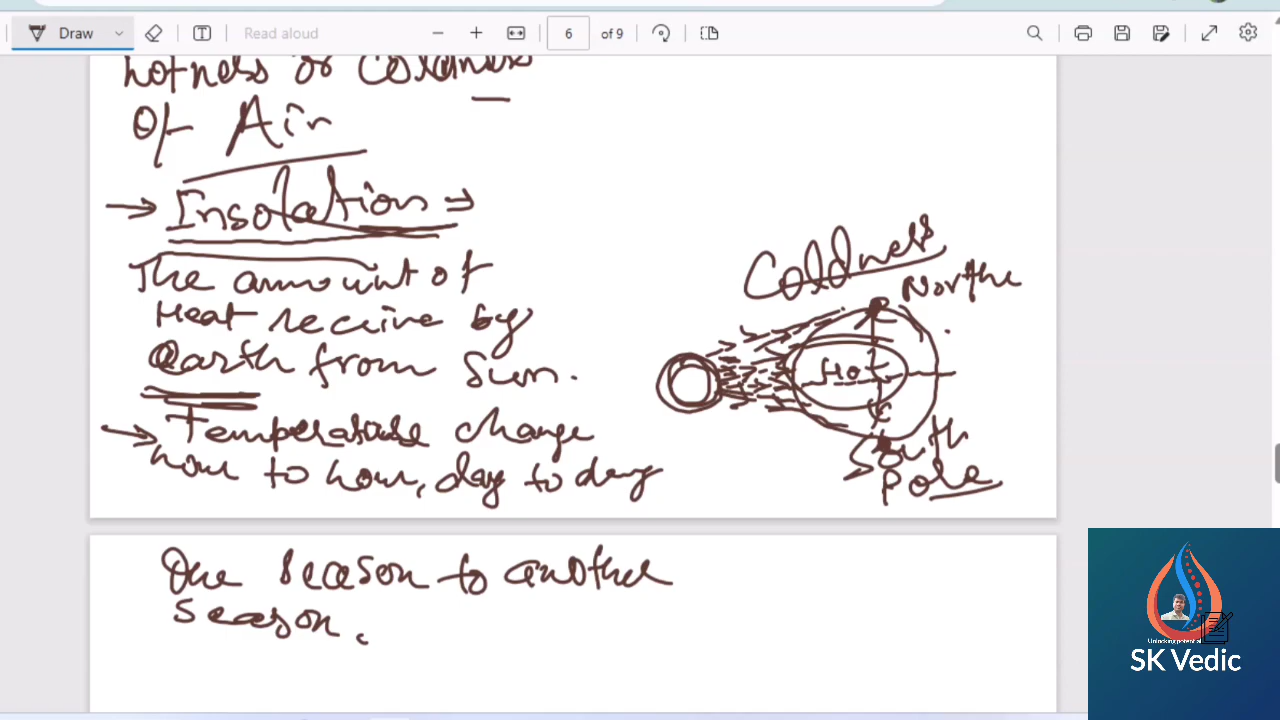 Draw
Read aloud
6 of 9
hotness or Coldness
of Air
→ Insolation →
The amount of
Heat receive by
earth from Sun.
→ Temperature change
hour to hour, day to day
One season to another
season.
Coldness
Northe
Hot
South
Pole
Unlocking potential
SK Vedic